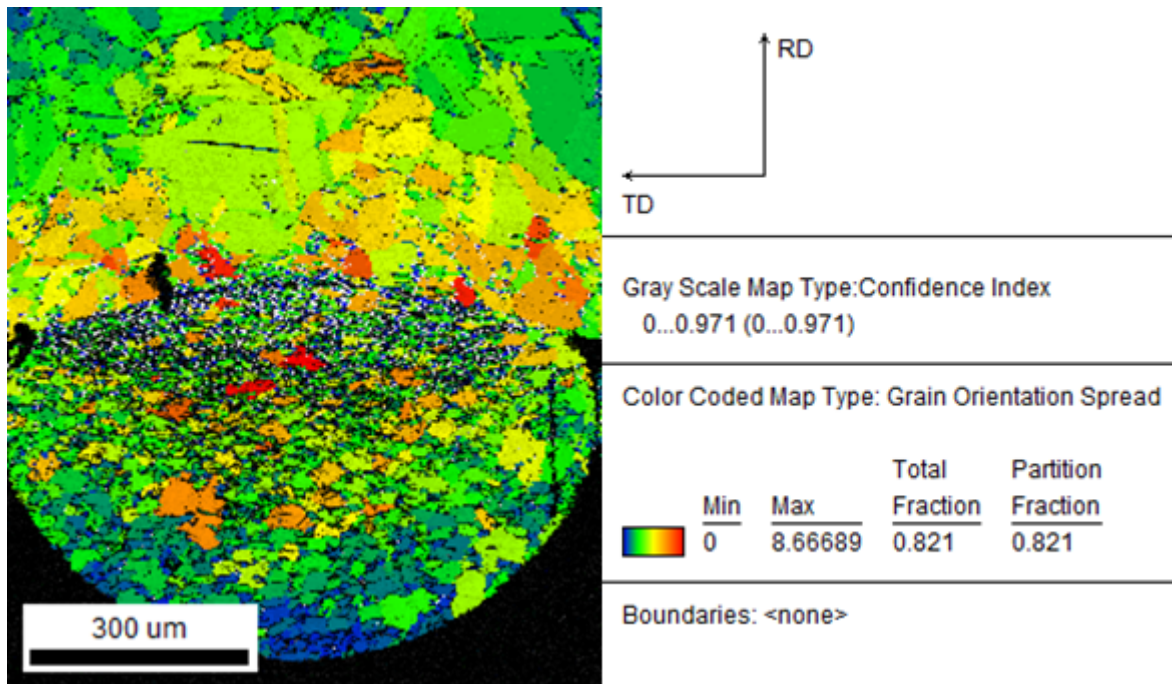 RD
TD
Gray Scale Map Type:Confidence Index
0...0.971 (0...0.971)
Color Coded Map Type: Grain Orientation Spread
Total Partition
Min Max Fraction Fraction
0 8.66689 0.821 0.821
Boundaries: <none>
300 um